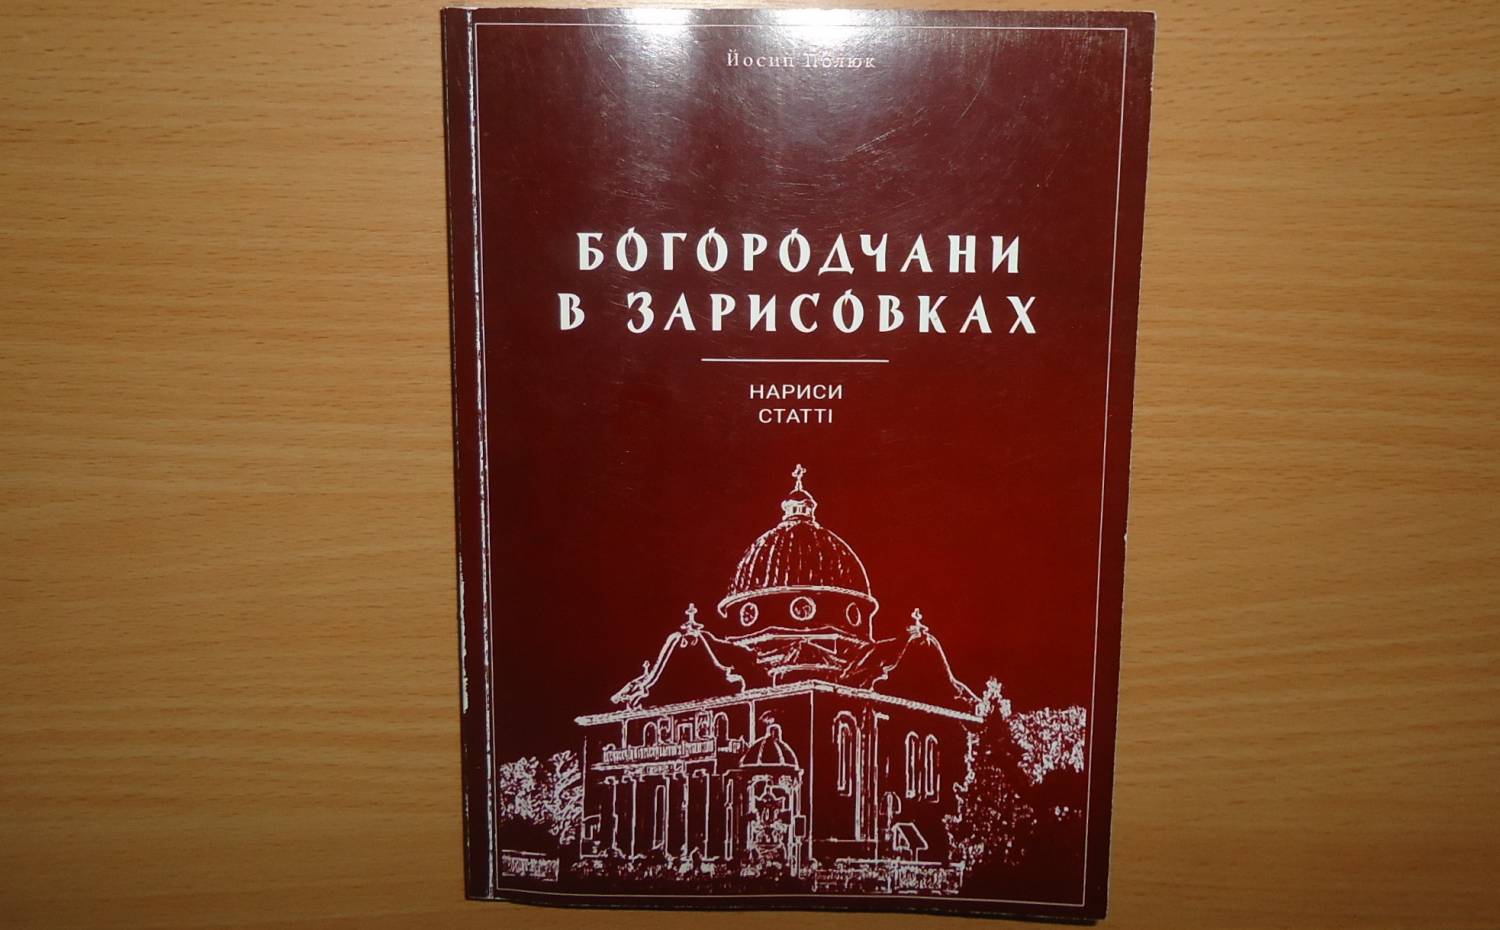 Йосип Полюк
БОГОРОДЧАНИ
В ЗАРИСОВКАХ
НАРИСИ
СТАТТІ